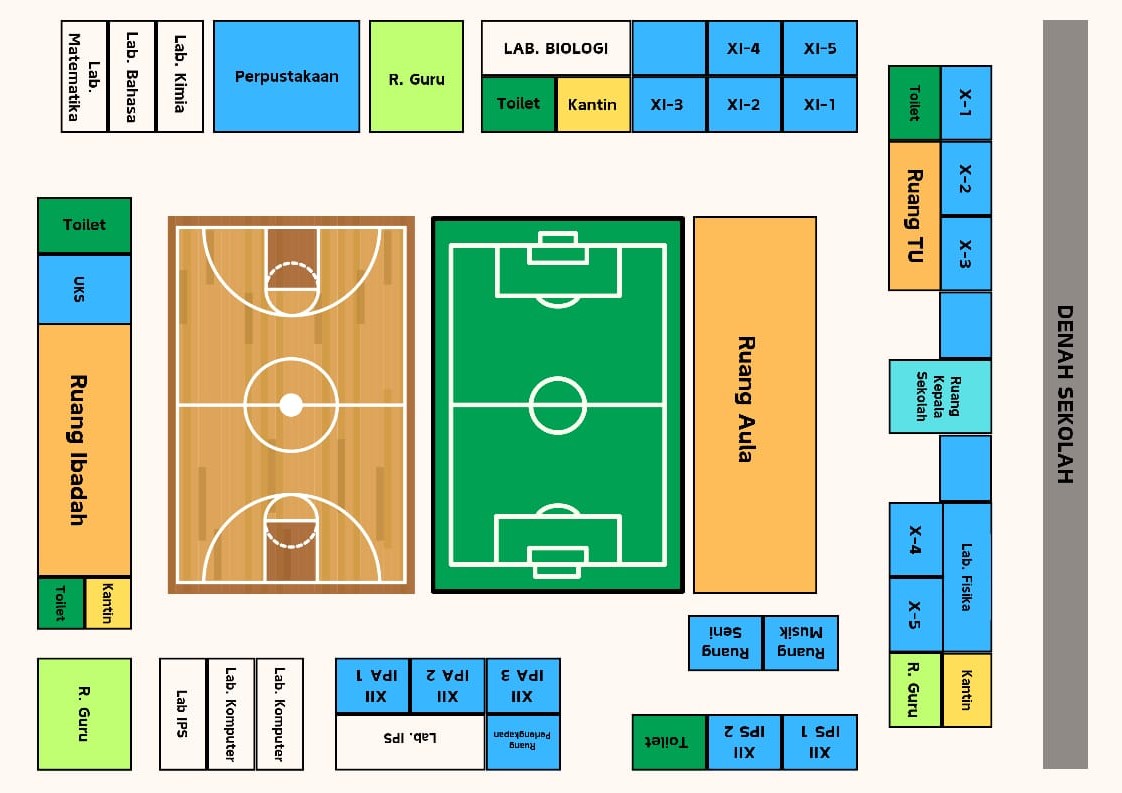 Lab.
Matematika
Lab. Bahasa
Lab. Kimia
Perpustakaan
R. Guru
LAB. BIOLOGI
XI-4
XI-5
Toilet
Kantin
XI-3
XI-2
XI-1
Toilet
X-1
Ruang TU
X-2
X-3
Ruang
Kepala
Sekolah
X-4
X-5
Lab. Fisika
R. Guru
Kantin
DENAH SEKOLAH
Toilet
UKS
Ruang Ibadah
Toilet
Kantin
Ruang Aula
Ruang
Seni
Ruang
Musik
R. Guru
Lab IPS
Lab. Komputer
Lab. Komputer
XII
IPA 1
XII
IPA 2
XII
IPA 3
Lab. IPS
Ruang
Perlengkapan
Toilet
XII
IPS 2
XII
IPS 1